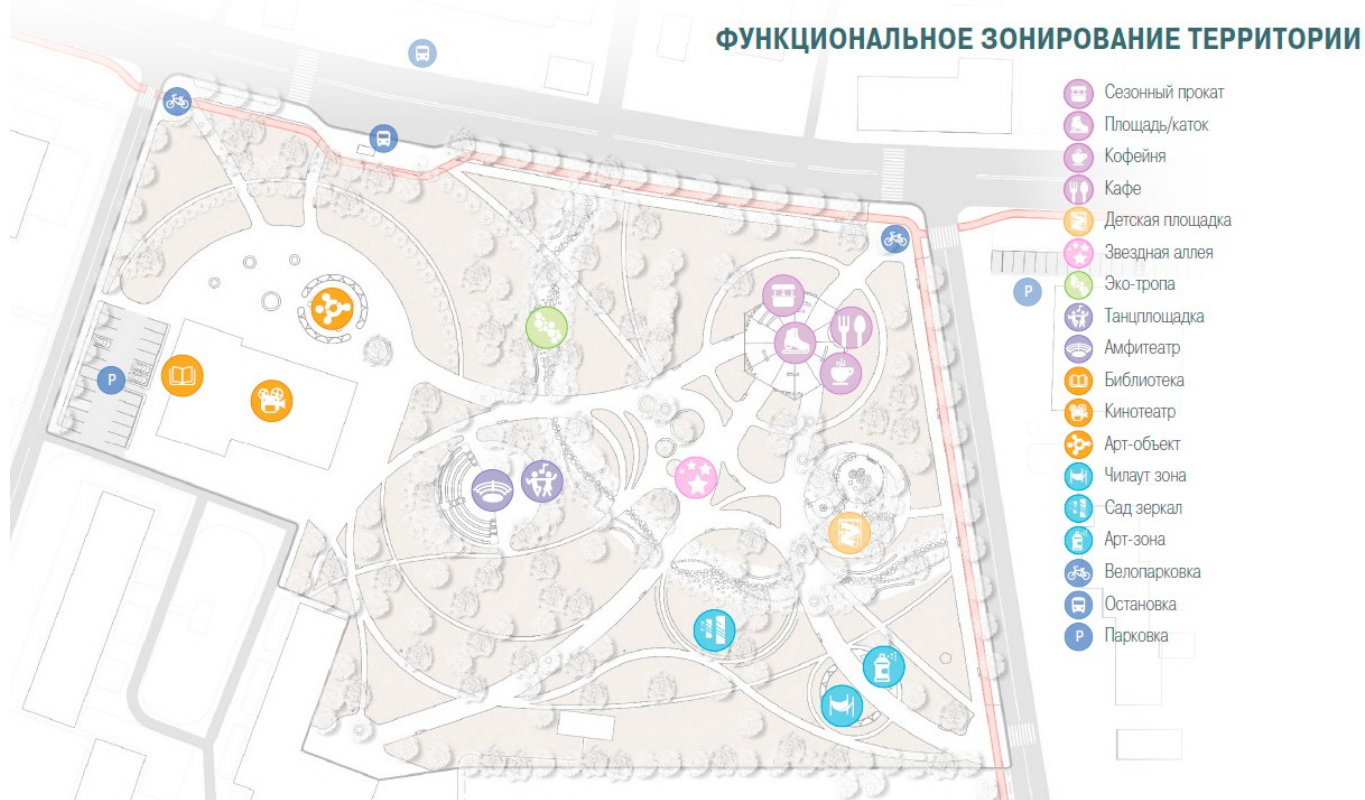 ФУНКЦИОНАЛЬНОЕ ЗОНИРОВАНИЕ ТЕРРИТОРИИ
Сезонный прокат
Площадь/каток
Кофейня
Кафе
Детская площадка
Звездная аллея
Эко-тропа
Танцплощадка
Амфитеатр
Библиотека
Кинотеатр
Арт-объект
Чилаут зона
Сад зеркал
Арт-зона
Велопарковка
Остановка
P Парковка
P
P